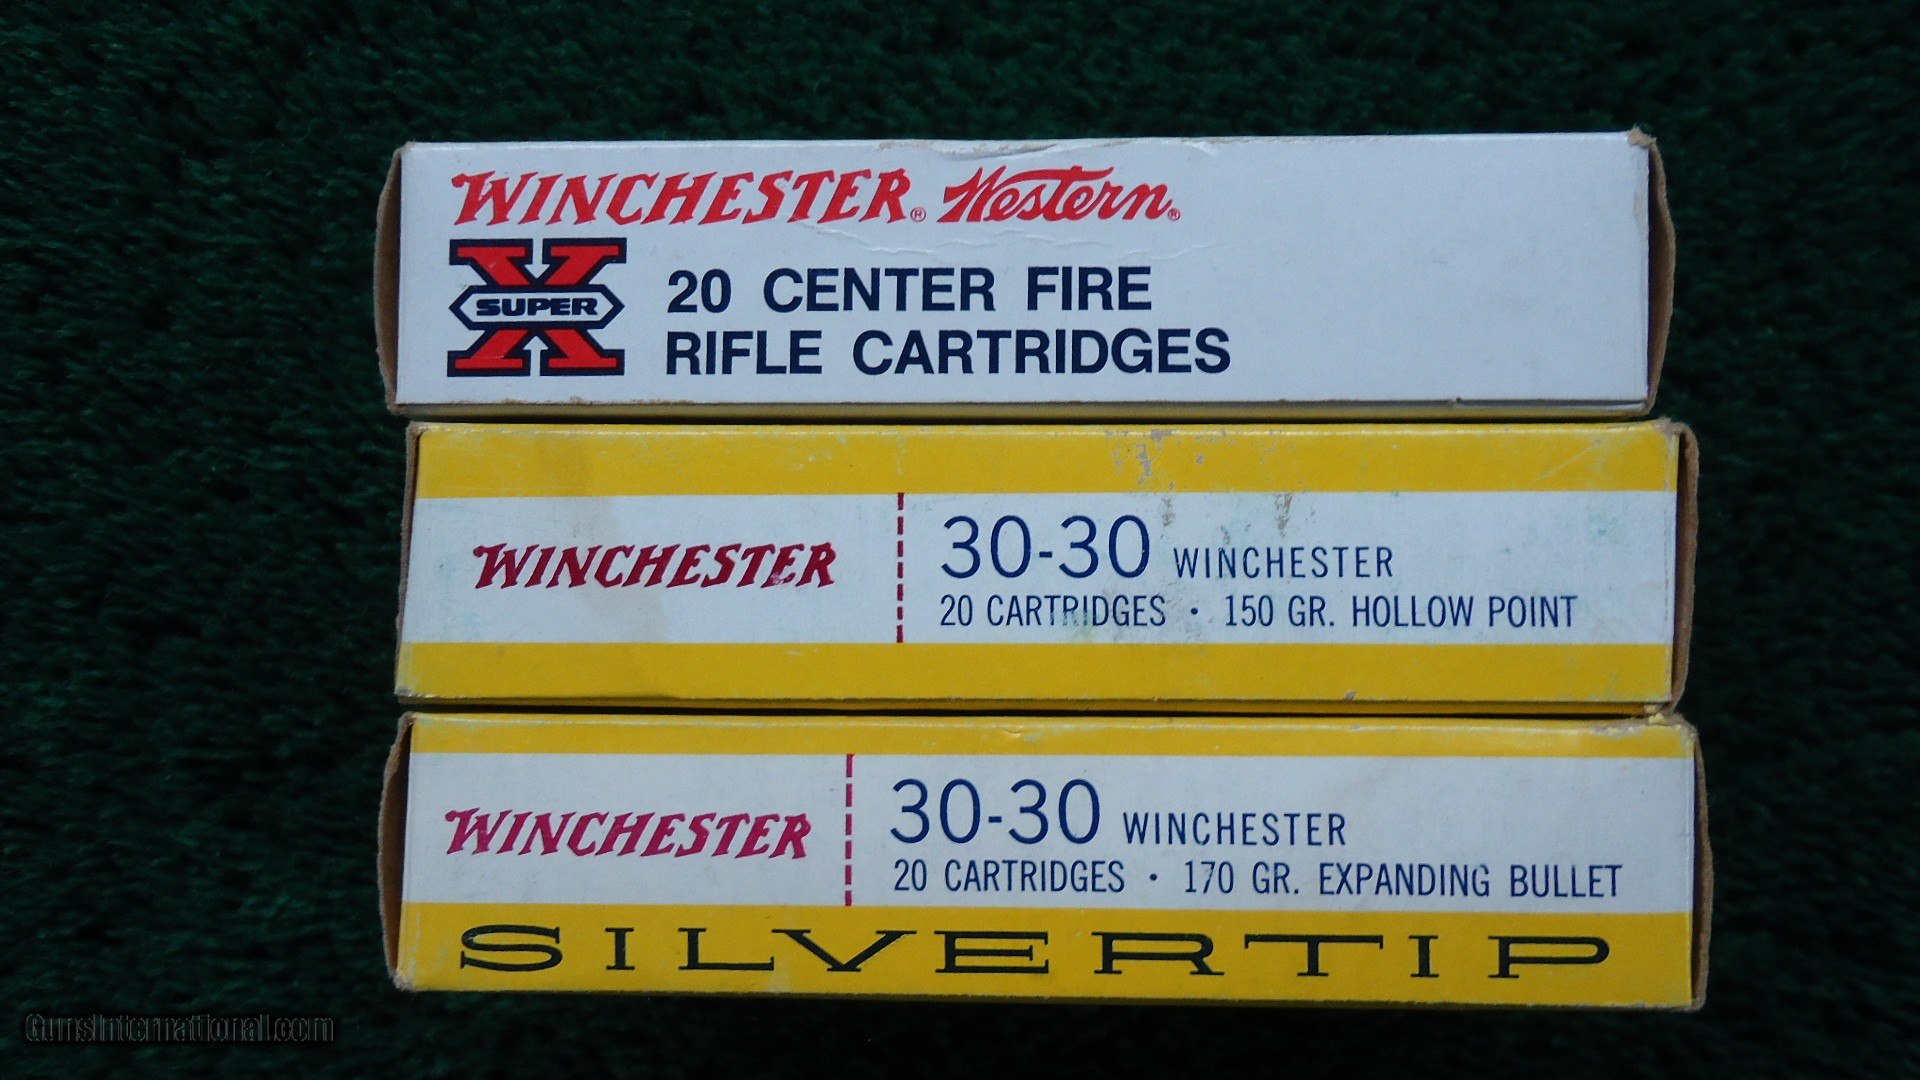 WINCHESTER® Western®
SUPER X
20 CENTER FIRE
RIFLE CARTRIDGES
WINCHESTER
30-30 WINCHESTER
20 CARTRIDGES · 150 GR. HOLLOW POINT
WINCHESTER
30-30 WINCHESTER
20 CARTRIDGES · 170 GR. EXPANDING BULLET
SILVERTIP
GunsInternational.com